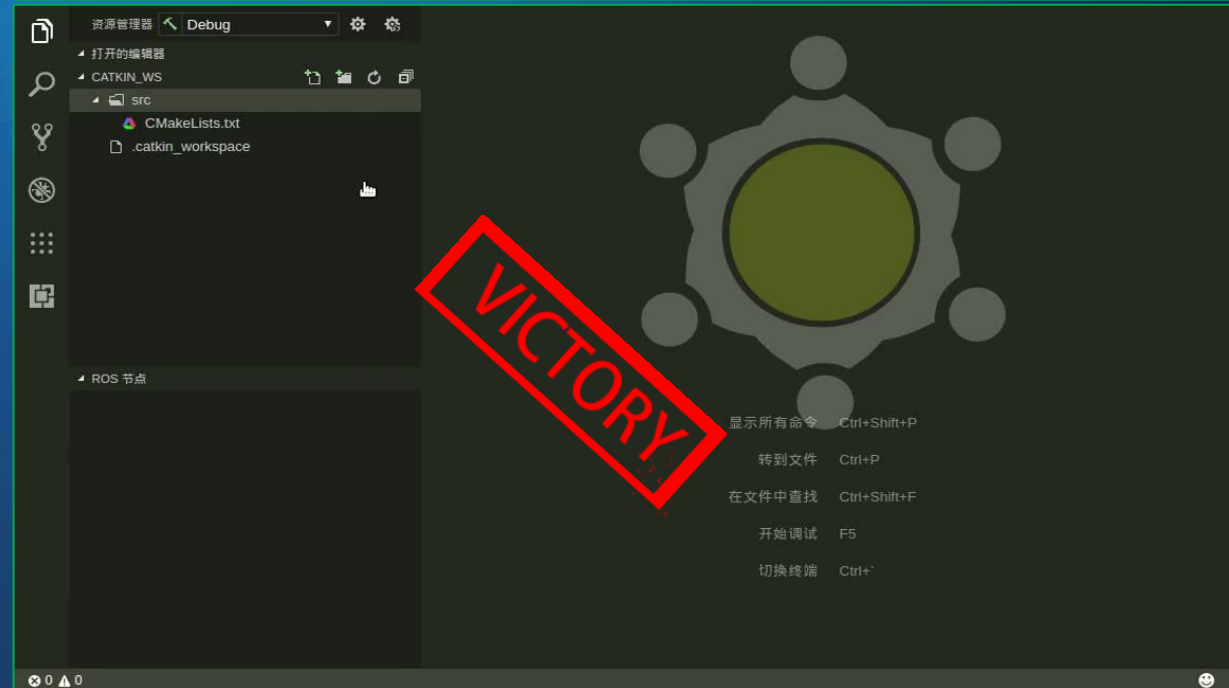 资源管理器 Debug
打开的编辑器
CATKIN_WS
src
CMakeLists.txt
.catkin_workspace
VICTORY
ROS 节点
显示所有命令 Ctrl+Shift+P
转到文件 Ctrl+P
在文件中查找 Ctrl+Shift+F
开始调试 F5
切换终端 Ctrl+`
0 0